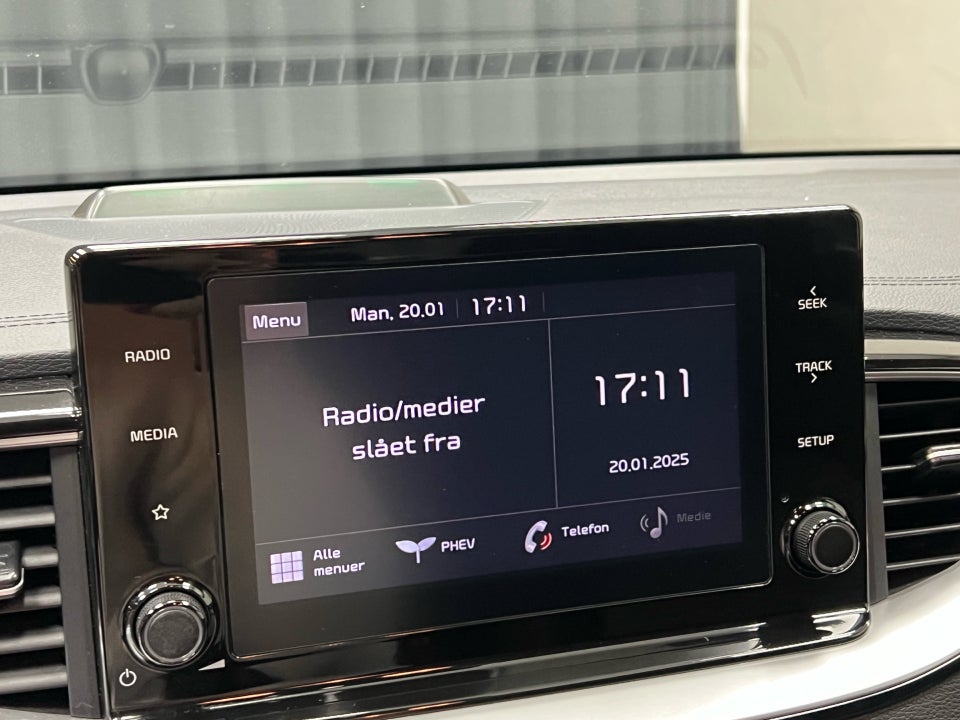 Menu
Man, 20.01
17:11
<
SEEK
RADIO
TRACK
>
Radio/medier
slået fra
17:11
MEDIA
SETUP
20.01.2025
Alle
menuer
PHEV
Telefon
Medie